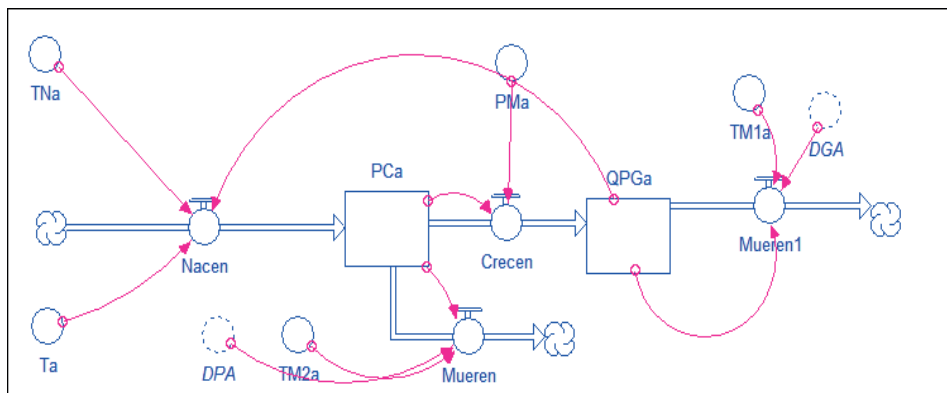 TNa
PMa
TM1a
DGA
PCa
QPGa
Nacen
Crecen
Mueren1
Ta
DPA
TM2a
Mueren